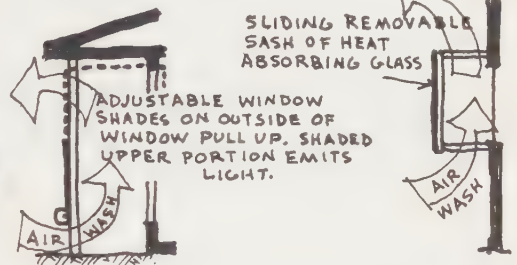 SLIDING REMOVABLE
SASH OF HEAT
ABSORBING GLASS
ADJUSTABLE WINDOW
SHADES ON OUTSIDE OF
WINDOW PULL UP. SHADED
UPPER PORTION EMITS
LIGHT.
AIR WASH
AIR
WASH